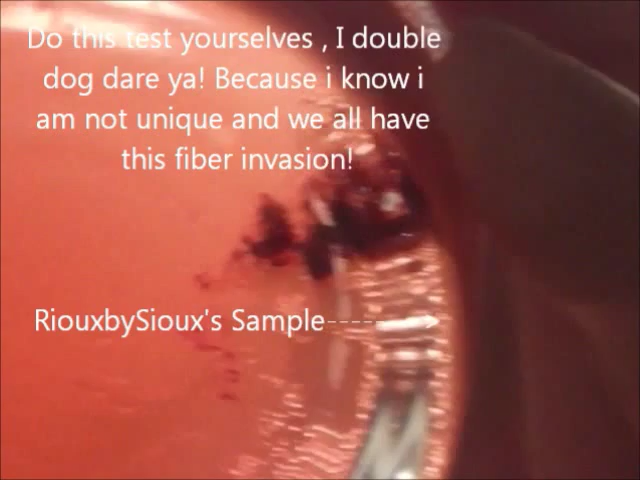 Do this test yourselves , I double
dog dare ya! Because i know i
am not unique and we all have
this fiber invasion!
RiouxbySioux's Sample-----